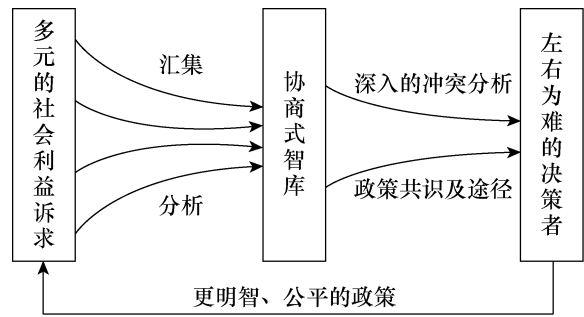 多元的社会利益诉求
汇集
分析
协商式智库
深入的冲突分析
政策共识及途径
左右为难的决策者
更明智、公平的政策